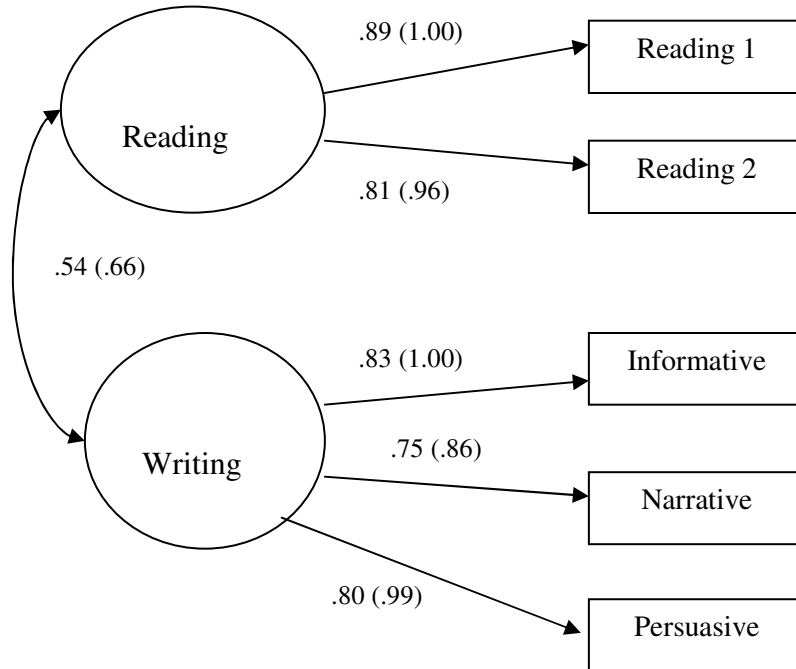 .89 (1.00)
Reading 1
Reading
Reading 2
.81 (.96)
.54 (.66)
.83 (1.00)
Informative
.75 (.86)
Writing
Narrative
.80 (.99)
Persuasive